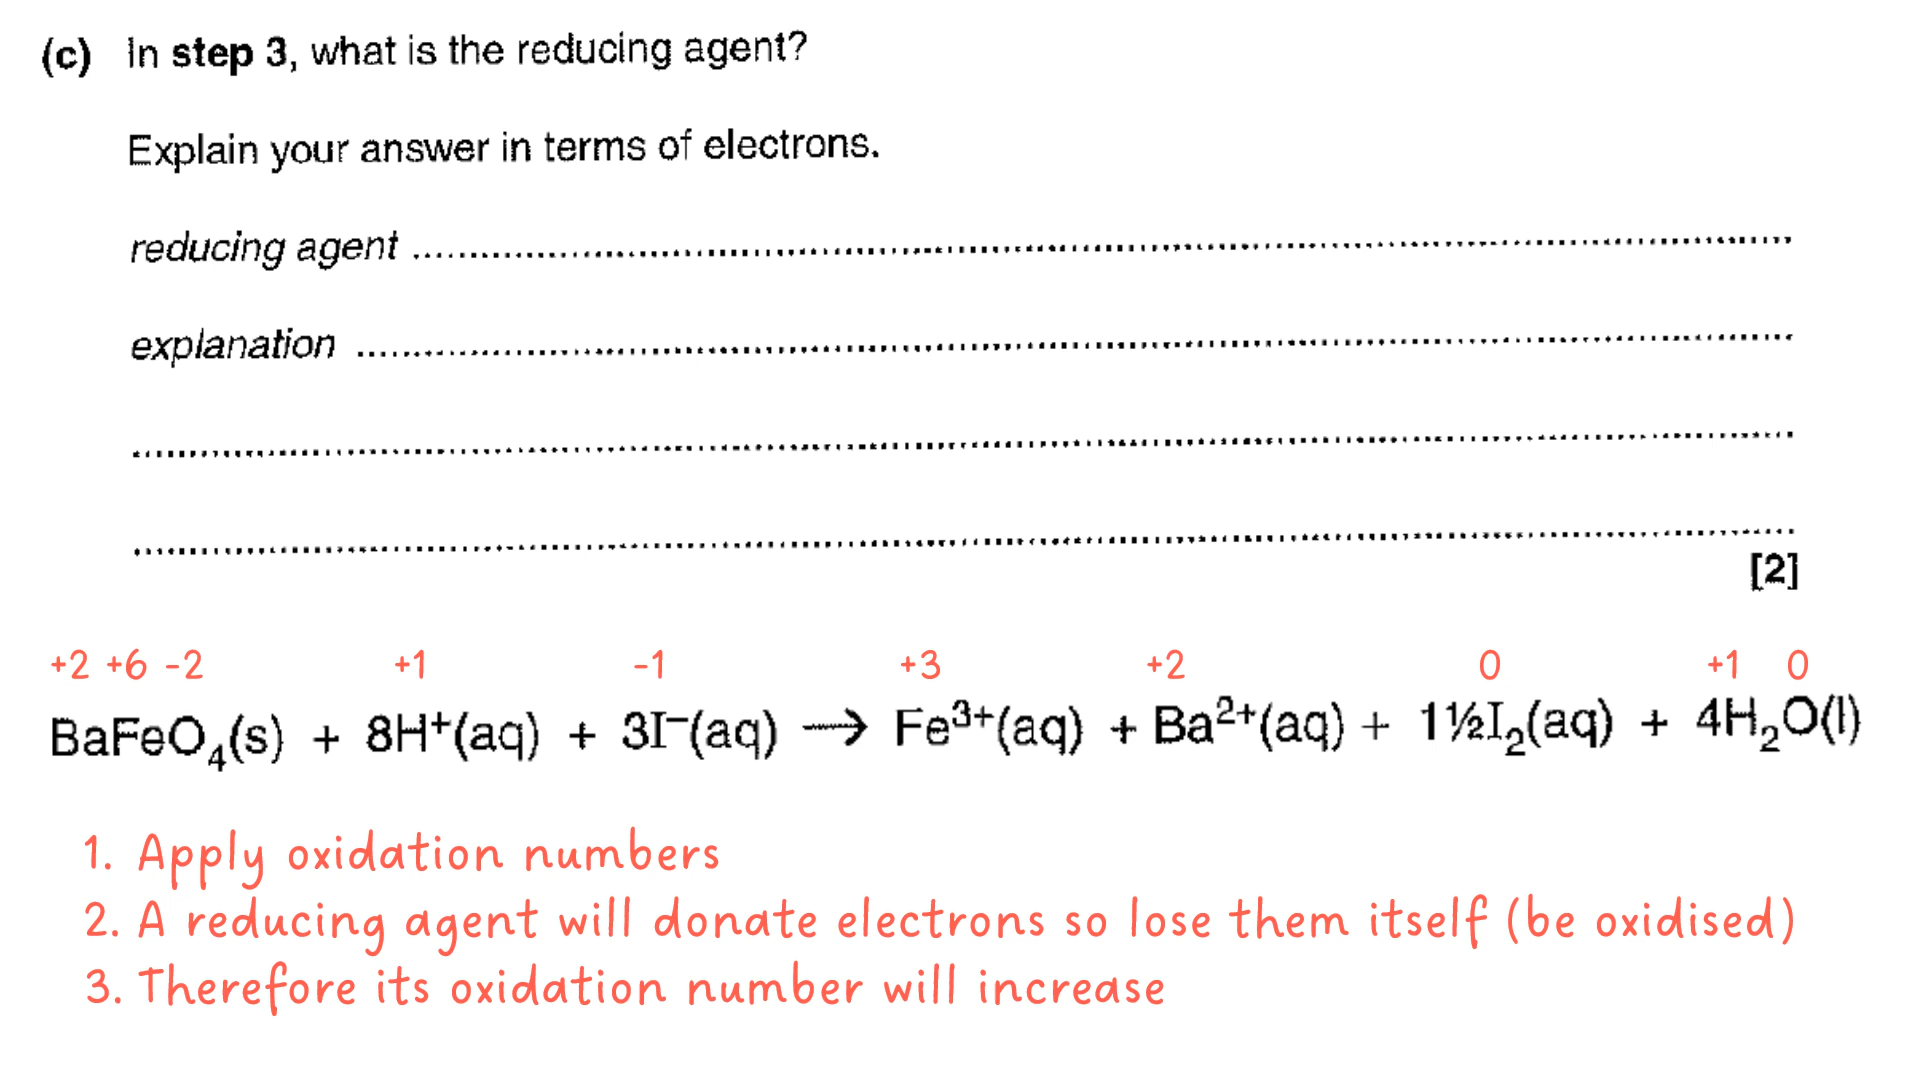 (c) In step 3, what is the reducing agent?
Explain your answer in terms of electrons.
reducing agent ................................................................
explanation ................................................................
................................................................
................................................................
[2]
+2 +6 -2 +1 -1 +3 +2 0 +1 0
BaFeO₄(s) + 8H⁺(aq) + 3I⁻(aq) → Fe³⁺(aq) + Ba²⁺(aq) + 1½I₂(aq) + 4H₂O(l)
1. Apply oxidation numbers
2. A reducing agent will donate electrons so lose them itself (be oxidised)
3. Therefore its oxidation number will increase